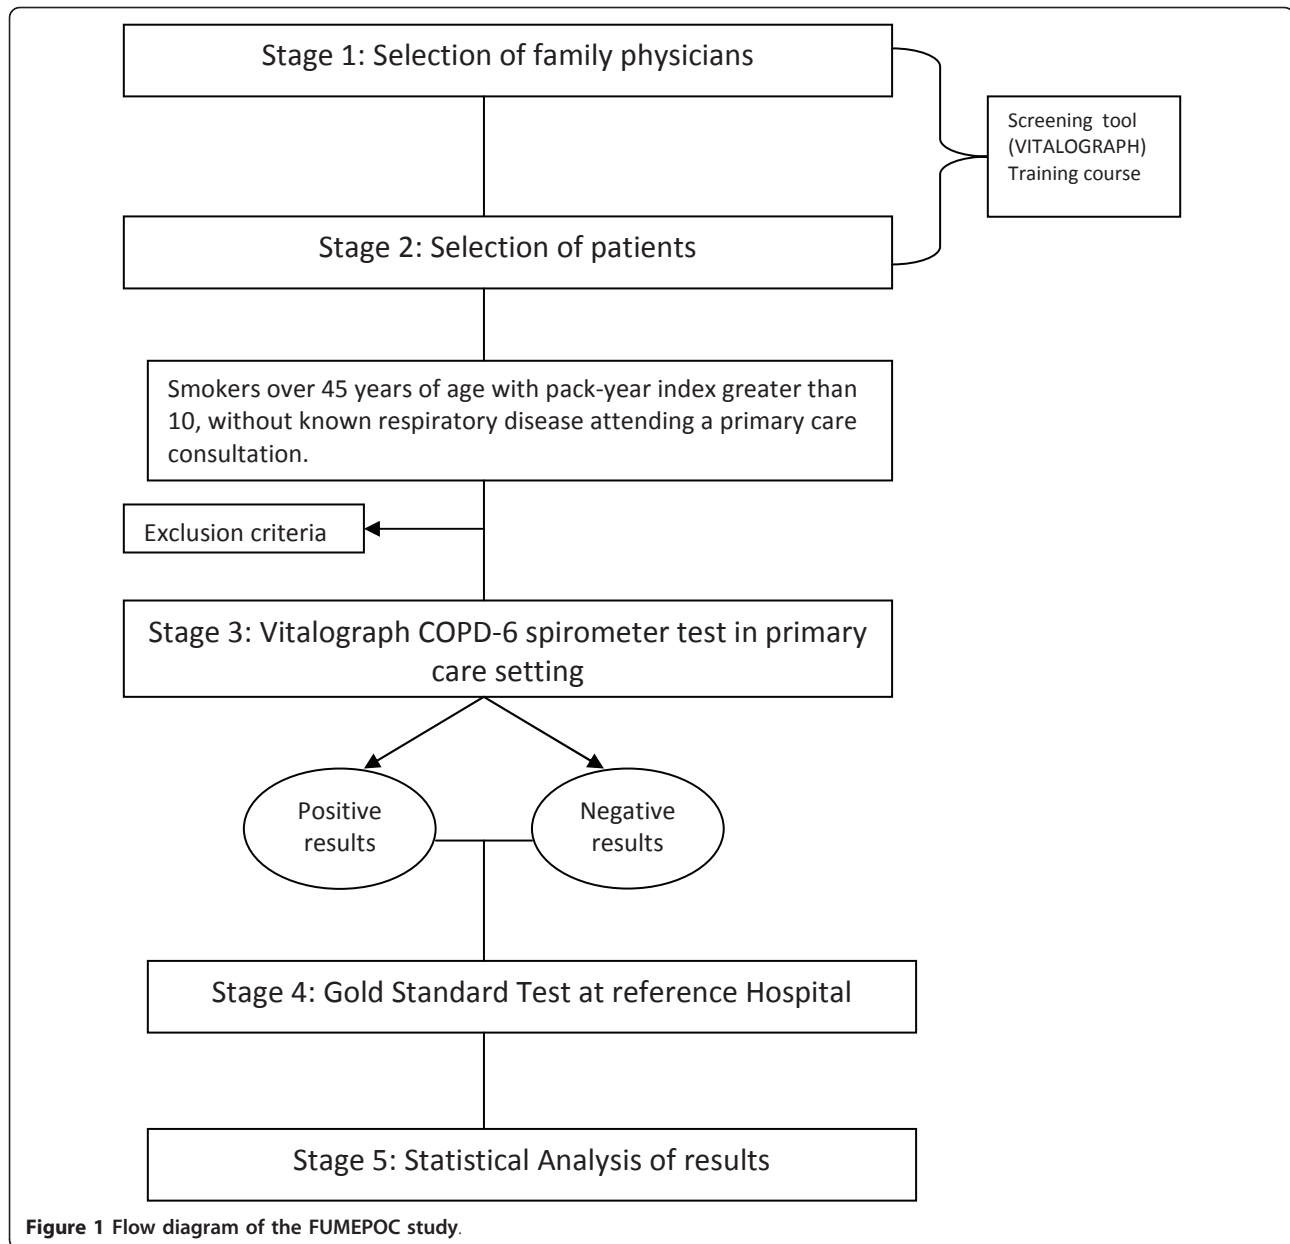 Stage 1: Selection of family physicians
Screening tool
(VITALOGRAPH)
Training course
Stage 2: Selection of patients
Smokers over 45 years of age with pack-year index greater than
10, without known respiratory disease attending a primary care
consultation.
Exclusion criteria
Stage 3: Vitalograph COPD-6 spirometer test in primary
care setting
Positive
results
Negative
results
Stage 4: Gold Standard Test at reference Hospital
Stage 5: Statistical Analysis of results
Figure 1 Flow diagram of the FUMEPOC study.